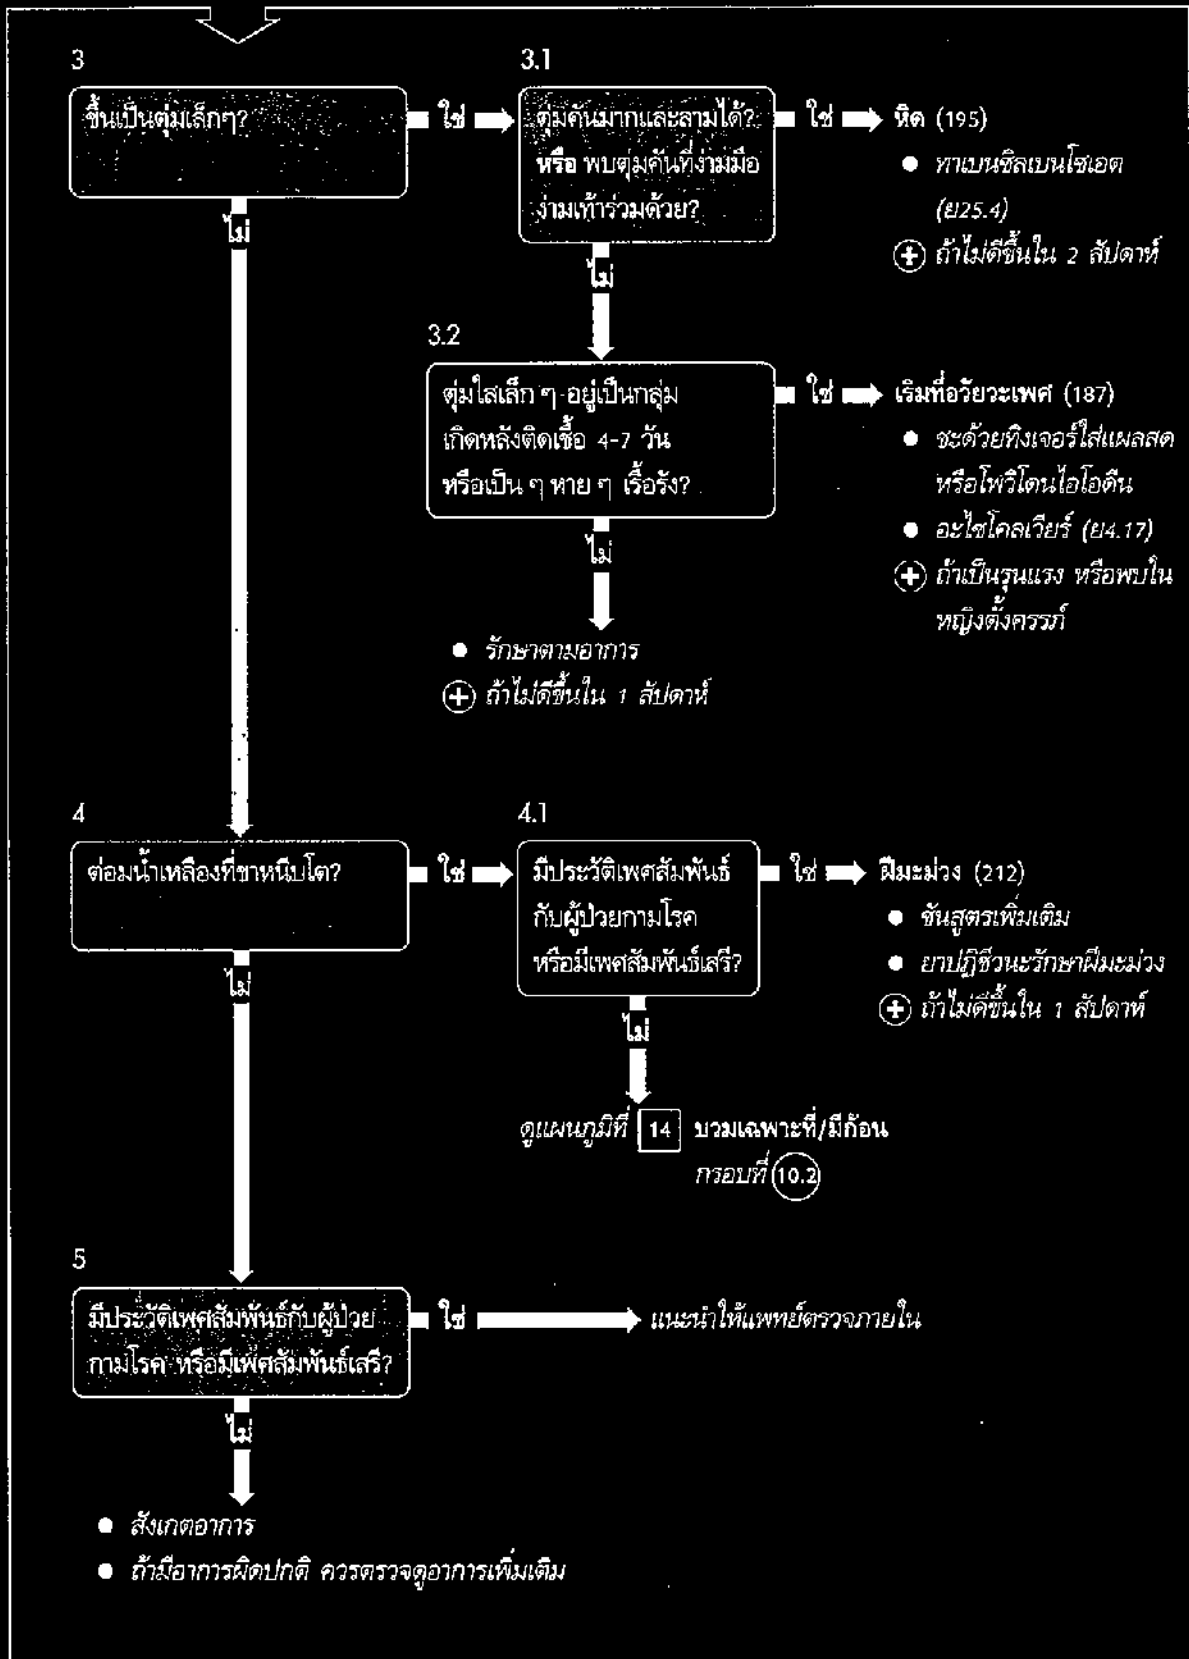 3
ขึ้นเป็นตุ่มเล็กๆ?
ใช่
3.1
ตุ่มคันมากและลามได้?
หรือ พบตุ่มคันที่ง่ามมือ
ง่ามเท้าร่วมด้วย?
ใช่
หิด (195)
● ทาเบนซิลเบนโซเอต
(ย25.4)
⊕ ถ้าไม่ดีขึ้นใน 2 สัปดาห์
ไม่
ไม่
3.2
ตุ่มใสเล็ก ๆ อยู่เป็นกลุ่ม
เกิดหลังติดเชื้อ 4-7 วัน
หรือเป็น ๆ หาย ๆ เรื้อรัง?
ใช่
เริมที่อวัยวะเพศ (187)
● ชะด้วยทิงเจอร์ใส่แผลสด
หรือโพวิโดนไอโอดีน
● อะไซโคลเวียร์ (ย4.17)
⊕ ถ้าเป็นรุนแรง หรือพบใน
หญิงตั้งครรภ์
ไม่
● รักษาตามอาการ
⊕ ถ้าไม่ดีขึ้นใน 1 สัปดาห์
4
ต่อมน้ำเหลืองที่ขาหนีบโต?
ใช่
4.1
มีประวัติเพศสัมพันธ์
กับผู้ป่วยกามโรค
หรือมีเพศสัมพันธ์เสรี?
ใช่
ฝีมะม่วง (212)
● ชันสูตรเพิ่มเติม
● ยาปฏิชีวนะรักษาฝีมะม่วง
⊕ ถ้าไม่ดีขึ้นใน 1 สัปดาห์
ไม่
ไม่
ดูแผนภูมิที่ 14 บวมเฉพาะที่/มีก้อน
กรอบที่ 10.2
5
มีประวัติเพศสัมพันธ์กับผู้ป่วย
กามโรค หรือมีเพศสัมพันธ์เสรี?
ใช่
แนะนำให้แพทย์ตรวจภายใน
ไม่
● สังเกตอาการ
● ถ้ามีอาการผิดปกติ ควรตรวจดูอาการเพิ่มเติม